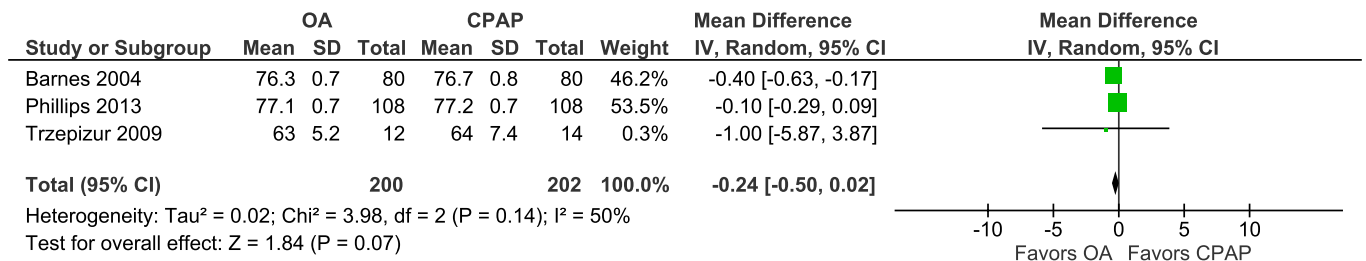 OA CPAP Mean Difference Mean Difference
Study or Subgroup Mean SD Total Mean SD Total Weight IV, Random, 95% CI IV, Random, 95% CI
Barnes 2004 76.3 0.7 80 76.7 0.8 80 46.2% -0.40 [-0.63, -0.17]
Phillips 2013 77.1 0.7 108 77.2 0.7 108 53.5% -0.10 [-0.29, 0.09]
Trzepizur 2009 63 5.2 12 64 7.4 14 0.3% -1.00 [-5.87, 3.87]
Total (95% CI) 200 202 100.0% -0.24 [-0.50, 0.02]
Heterogeneity: Tau² = 0.02; Chi² = 3.98, df = 2 (P = 0.14); I² = 50%
Test for overall effect: Z = 1.84 (P = 0.07)
-10 -5 0 5 10
Favors OA Favors CPAP